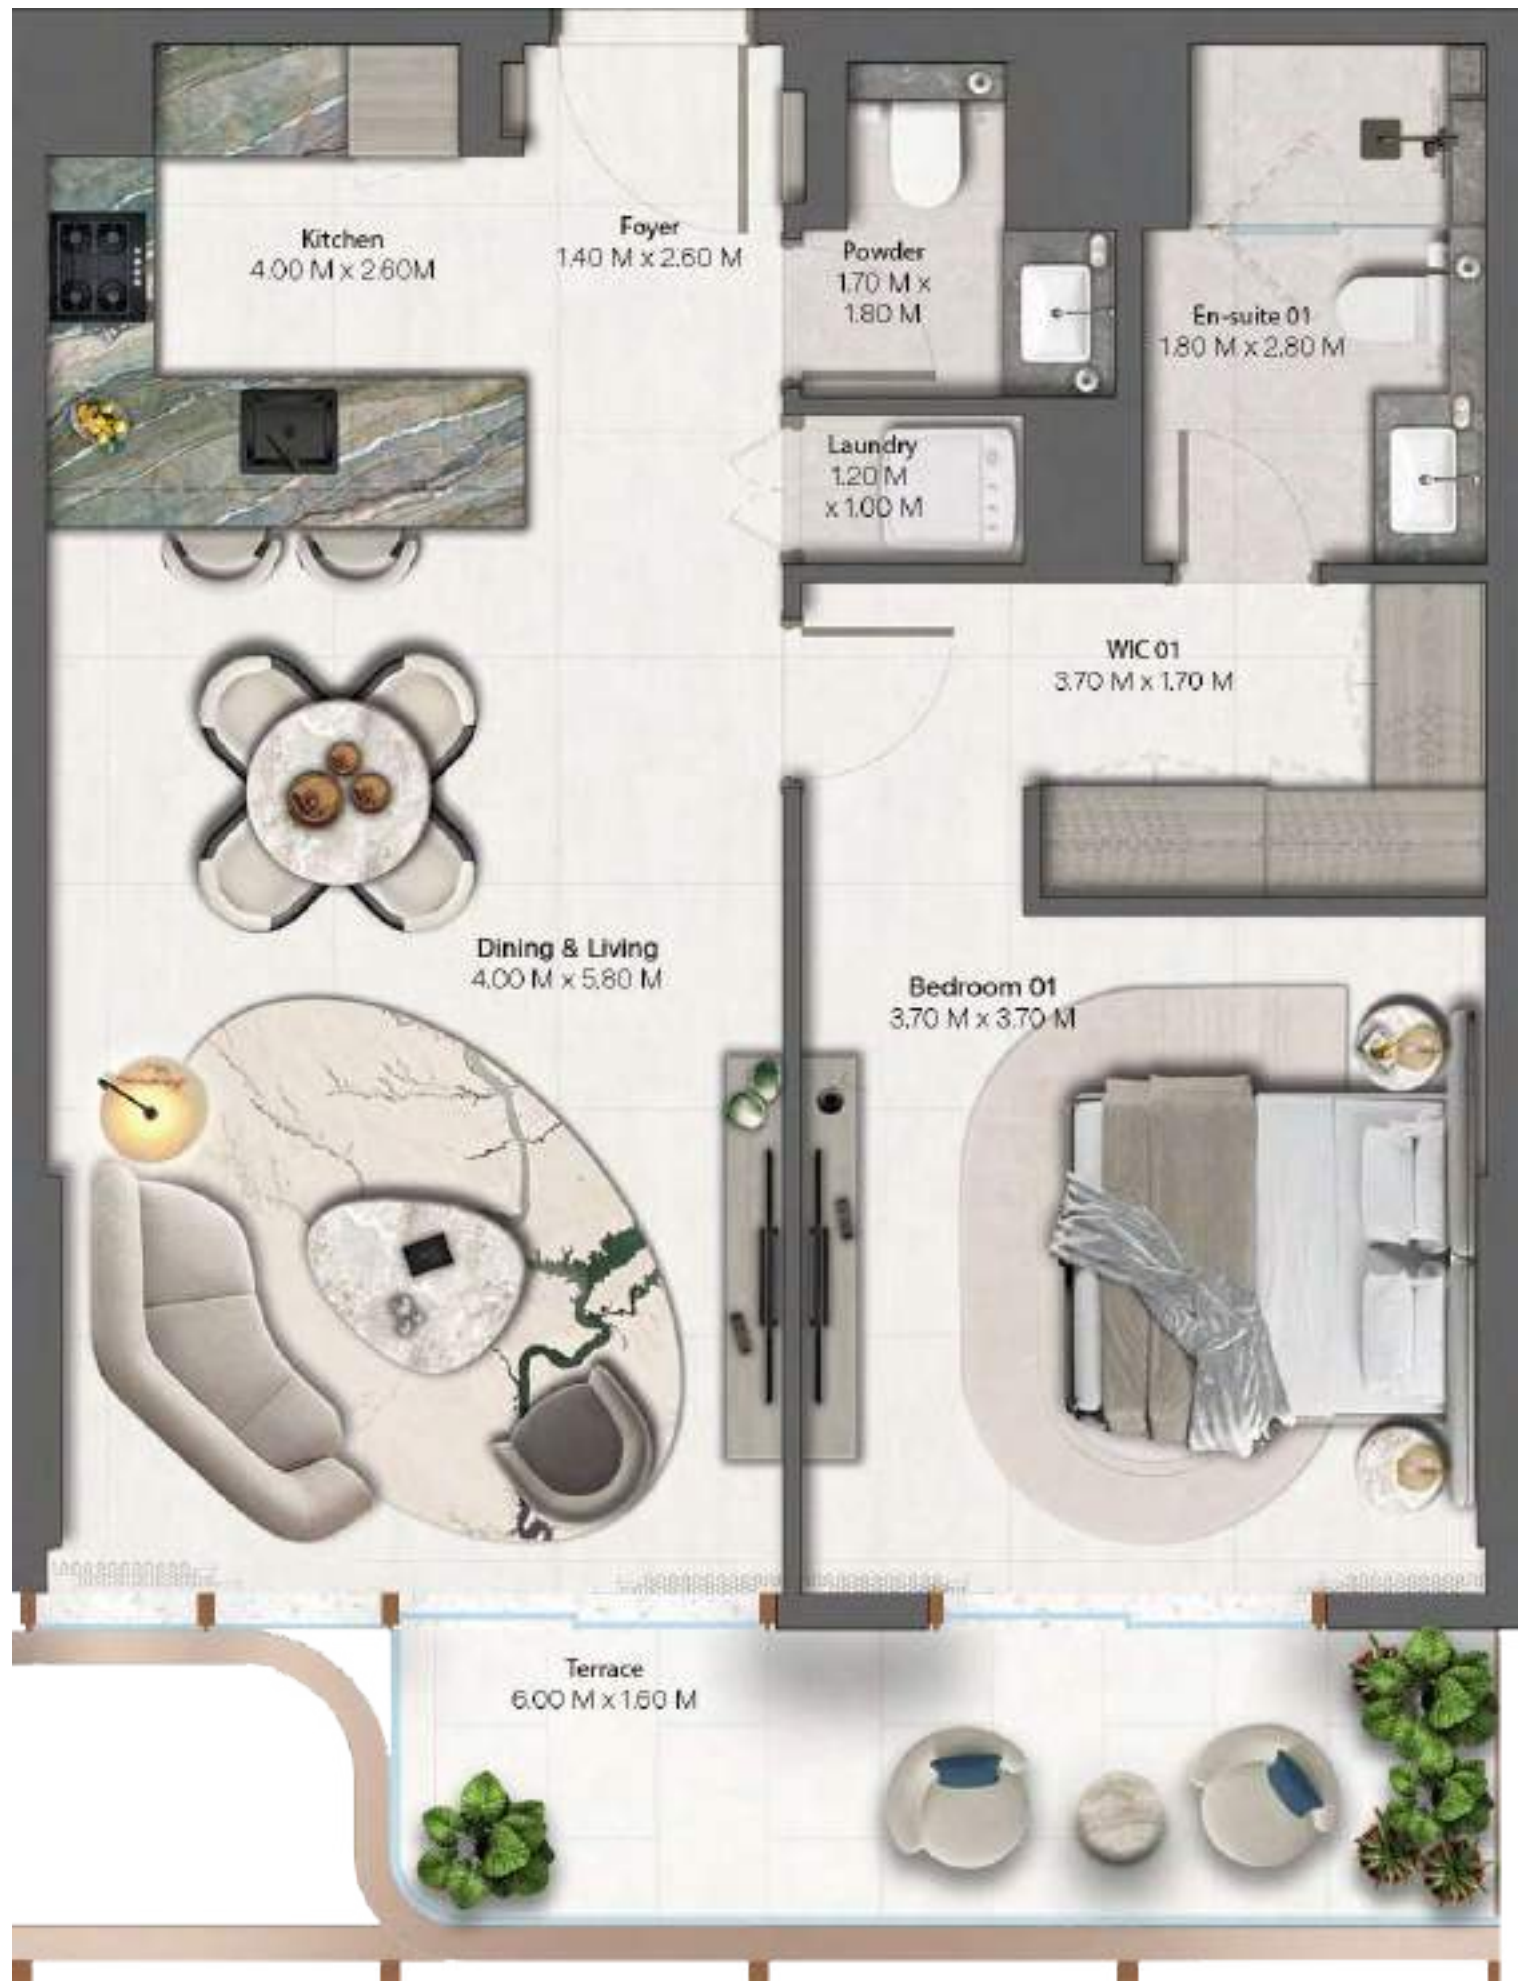 Kitchen
4.00 M x 2.60M
Foyer
1.40 M x 2.60 M
Powder
1.70 M x
1.80 M
En-suite 01
1.80 M x 2.80 M
Laundry
1.20 M
x 1.00 M
WIC 01
3.70 M x 1.70 M
Dining & Living
4.00 M x 5.80 M
Bedroom 01
3.70 M x 3.70 M
Terrace
6.00 M x 1.60 M